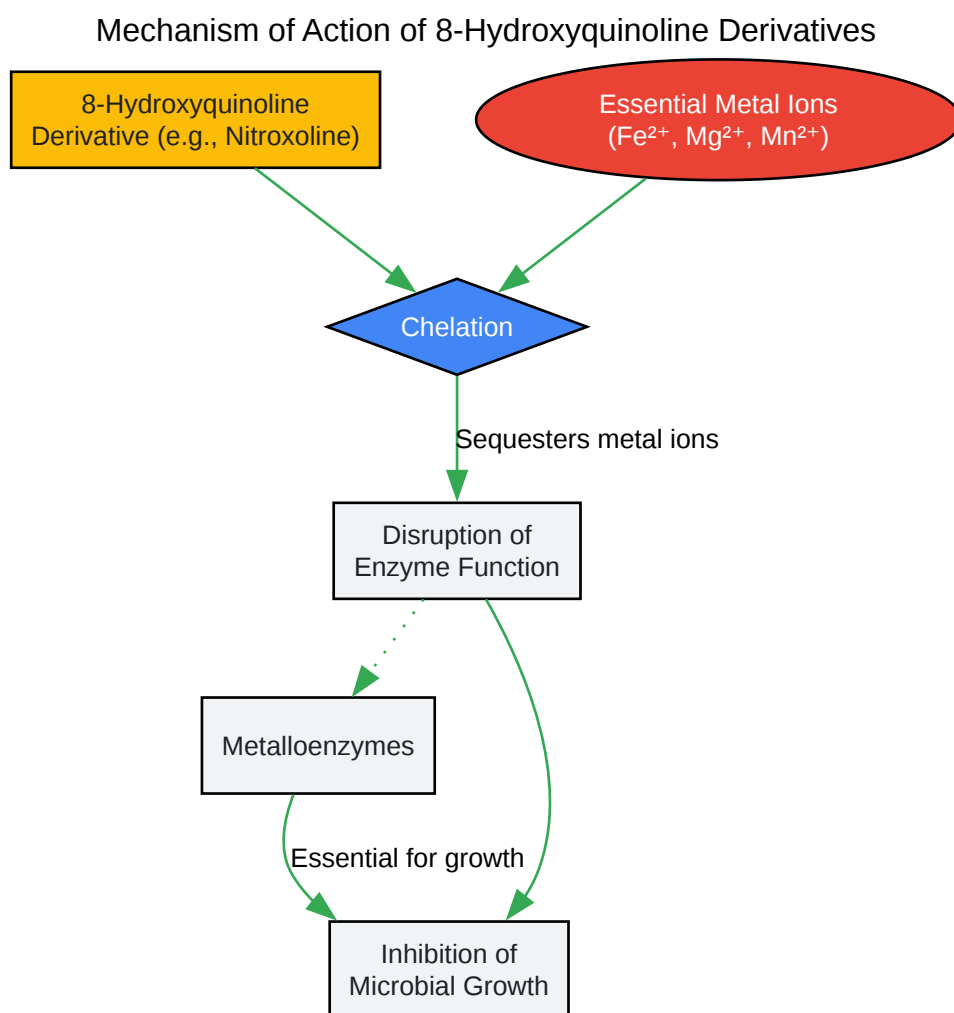 Mechanism of Action of 8-Hydroxyquinoline Derivatives
8-Hydroxyquinoline
Derivative (e.g., Nitroxoline)
Essential Metal Ions
(Fe²⁺, Mg²⁺, Mn²⁺)
Chelation
Sequesters metal ions
Disruption of
Enzyme Function
Metalloenzymes
Essential for growth
Inhibition of
Microbial Growth